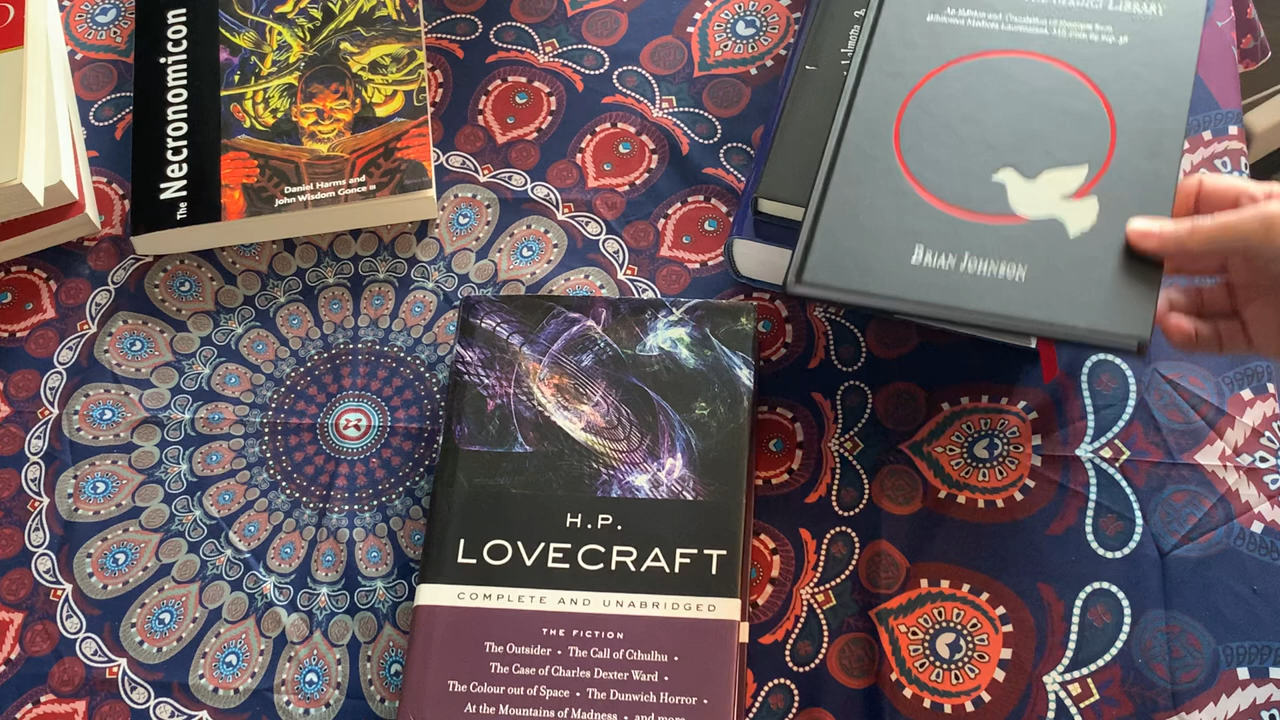 The Necronomicon
Daniel Harms and
John Wisdom Gonce III
LIBRARY
BRIAN JOHNSON
H.P.
LOVECRAFT
COMPLETE AND UNABRIDGED
THE FICTION
The Outsider • The Call of Cthulhu •
The Case of Charles Dexter Ward •
The Colour out of Space • The Dunwich Horror •
At the Mountains of Madness • and more